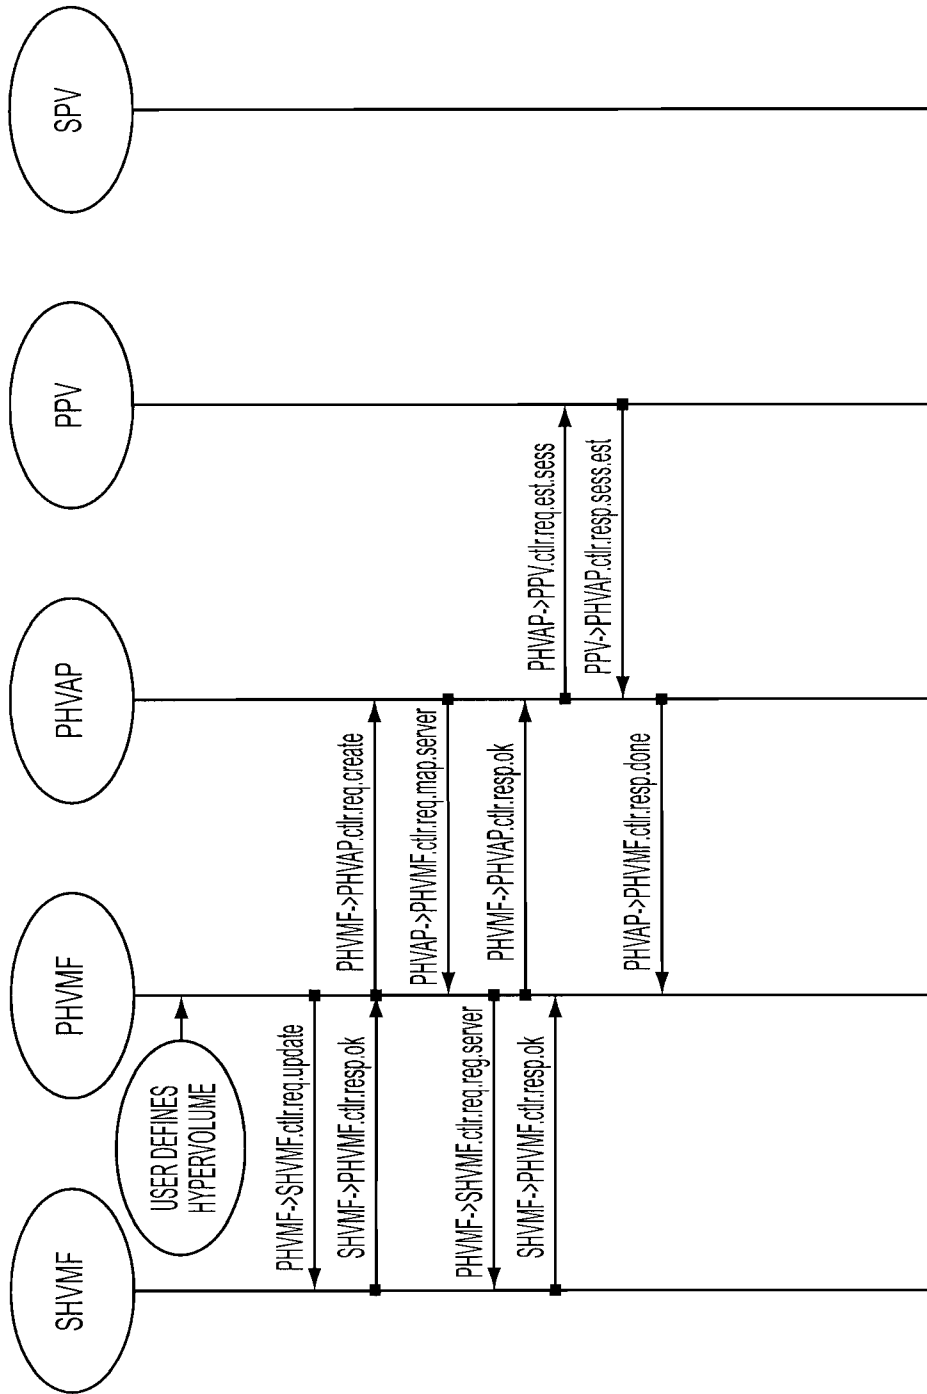 SHVMF
PHVMF
PHVAP
PPV
SPV
USER DEFINES
HYPERVOLUME
PHVMF->SHVMF.ctlr.req.update
SHVMF->PHVMF.ctlr.resp.ok
PHVMF->PHVAP.ctlr.req.create
PHVAP->PHVMF.ctlr.req.map.server
PHVMF->SHVMF.ctlr.req.reg.server
PHVMF->PHVAP.ctlr.resp.ok
SHVMF->PHVMF.ctlr.resp.ok
PHVAP->PPV.ctlr.req.est.sess
PPV->PHVAP.ctlr.resp.sess.est
PHVAP->PHVMF.ctlr.resp.done